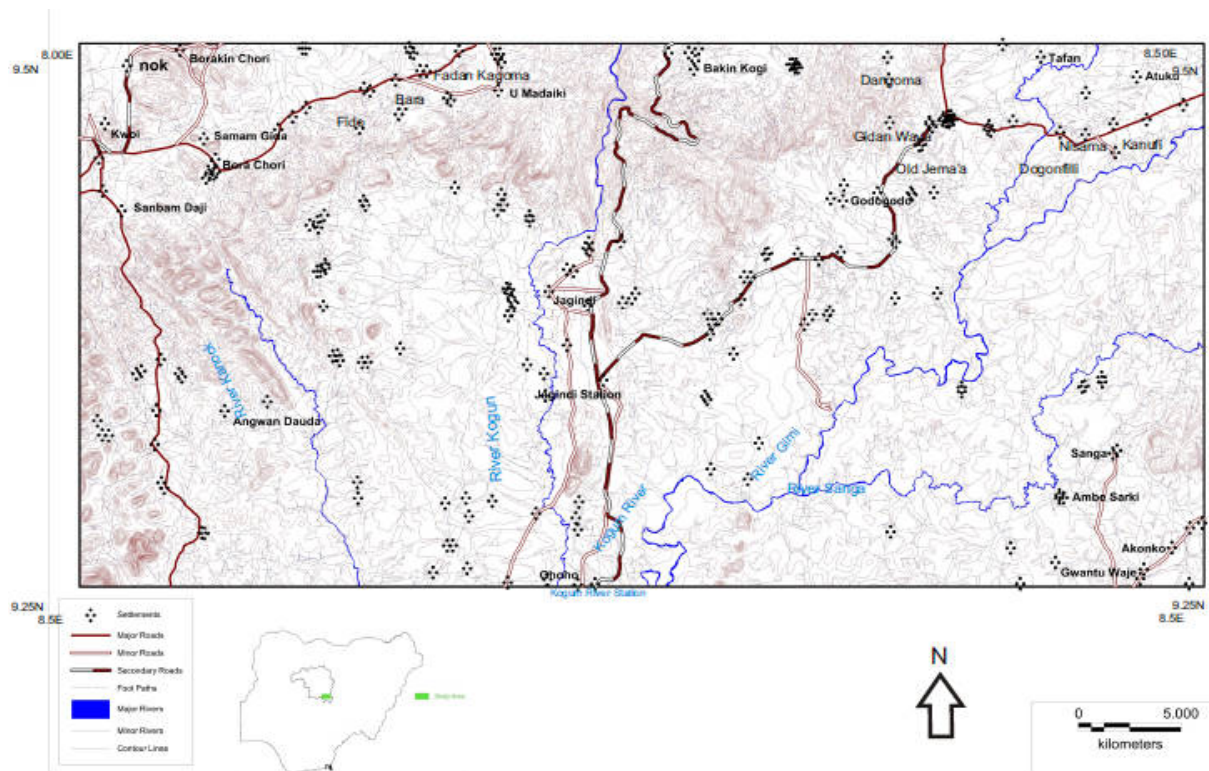 8.00E
9.5N
8.50E
9.5N
nok
Borakin Chori
Fadan Kagoma
Bara
U Madaiki
Bakin Kogi
Dangoma
Tafan
Atuku
Kwoi
Samam Gida
Fida
Gidan Waya
Nisama
Kanufi
Bora Chori
Old Jema'a
Dogonfili
Sanbam Daji
Godogodo
Jagindi
River Kanock
River Kogun
Jagindi Station
Angwan Dauda
River Gimi
River Sanga
Sanga
Ambe Sarki
Kogum River
Akonko
Ghoho
Gwantu Waje
Kogum River Station
9.25N
8.5E
9.25N
8.5E
Settlements
Major Roads
Minor Roads
Secondary Roads
Foot Paths
Major Rivers
Minor Rivers
Contour Lines
Study Area
N
0 5.000
kilometers